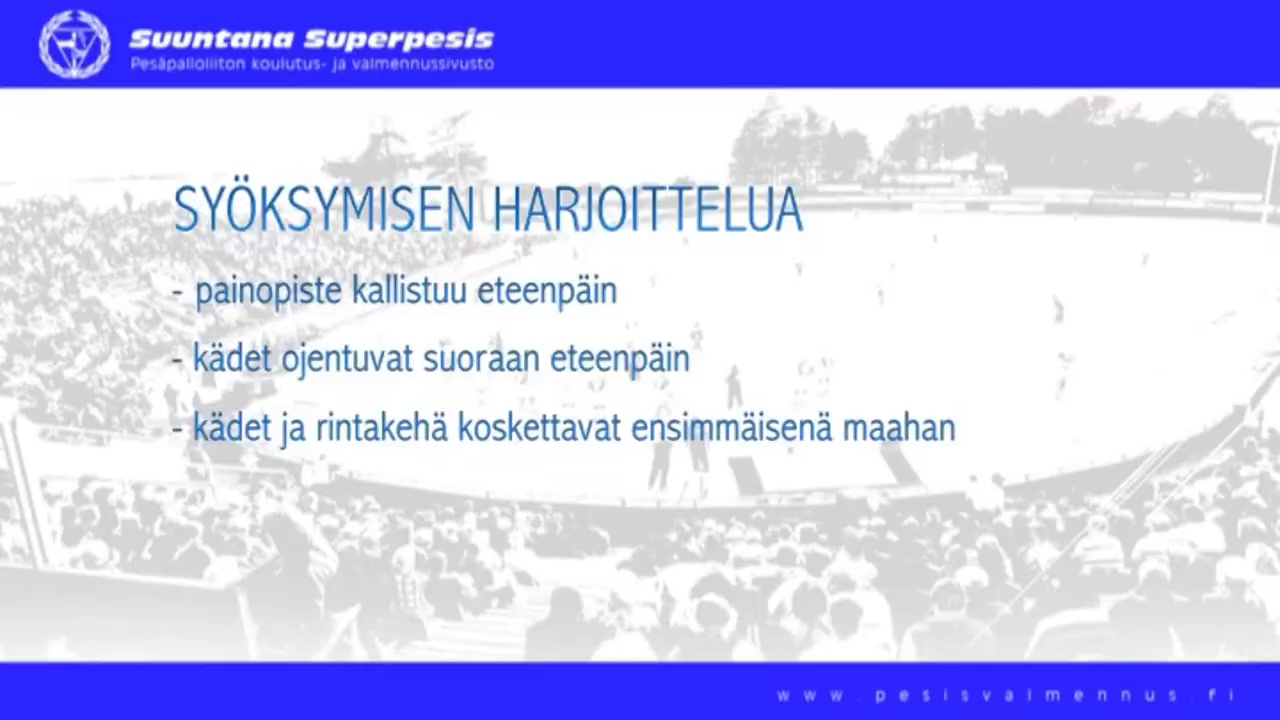 Suuntana Superpesis
Pesäpalloliiton koulutus- ja valmennussivusto
SYÖKSYMISEN HARJOITTELUA
- painopiste kallistuu eteenpäin
- kädet ojentuvat suoraan eteenpäin
- kädet ja rintakehä koskettavat ensimmäisenä maahan
www.pesisvalmennus.fi